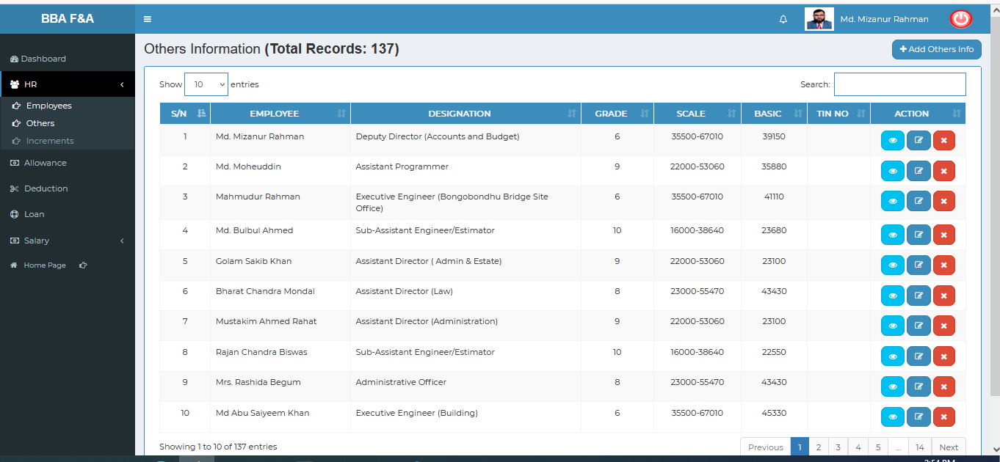 BBA F&A
Md. Mizanur Rahman
Dashboard
HR
Employees
Others
Increments
Allowance
Deduction
Loan
Salary
Home Page
Others Information (Total Records: 137)
Add Others Info
Show 10 entries
Search:
S/N EMPLOYEE DESIGNATION GRADE SCALE BASIC TIN NO ACTION
1 Md. Mizanur Rahman Deputy Director (Accounts and Budget) 6 35500-67010 39150
2 Md. Moheuddin Assistant Programmer 9 22000-53060 35880
3 Mahmudur Rahman Executive Engineer (Bongobondhu Bridge Site 6 35500-67010 41110
Office)
4 Md. Bulbul Ahmed Sub-Assistant Engineer/Estimator 10 16000-38640 23680
5 Golam Sakib Khan Assistant Director ( Admin & Estate) 9 22000-53060 23100
6 Bharat Chandra Mondal Assistant Director (Law) 8 23000-55470 43430
7 Mustakim Ahmed Rahat Assistant Director (Administration) 9 22000-53060 23100
8 Rajan Chandra Biswas Sub-Assistant Engineer/Estimator 10 16000-38640 22550
9 Mrs. Rashida Begum Administrative Officer 8 23000-55470 43430
10 Md Abu Saiyeem Khan Executive Engineer (Building) 6 35500-67010 45330
Showing 1 to 10 of 137 entries
Previous 1 2 3 4 5 ... 14 Next